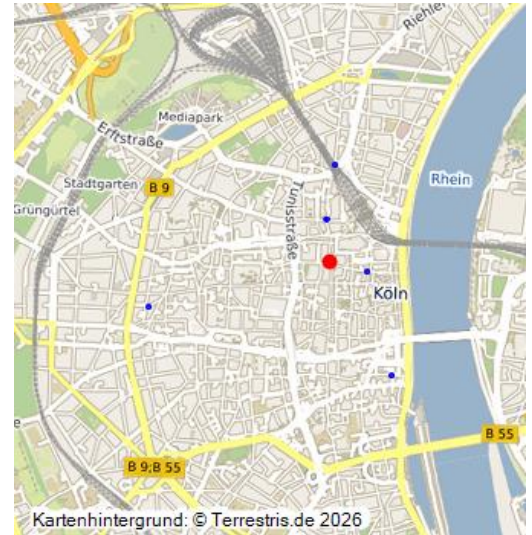 Riehler
Mediapark
Erftstraße
Stadtgarten
B 9
Rhein
Grüngürtel
Tunisstraße
Köln
B 55
B 9;B 55
Kartenhintergrund: © Terrestris.de 2026